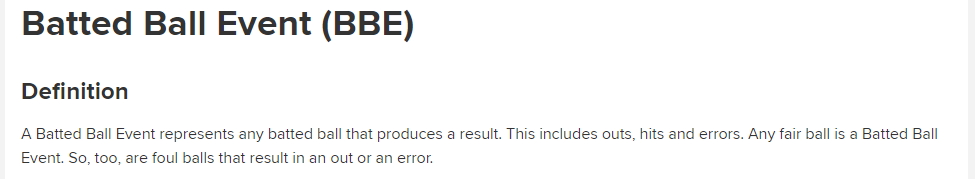 Batted Ball Event (BBE)
Definition
A Batted Ball Event represents any batted ball that produces a result. This includes outs, hits and errors. Any fair ball is a Batted Ball
Event. So, too, are foul balls that result in an out or an error.